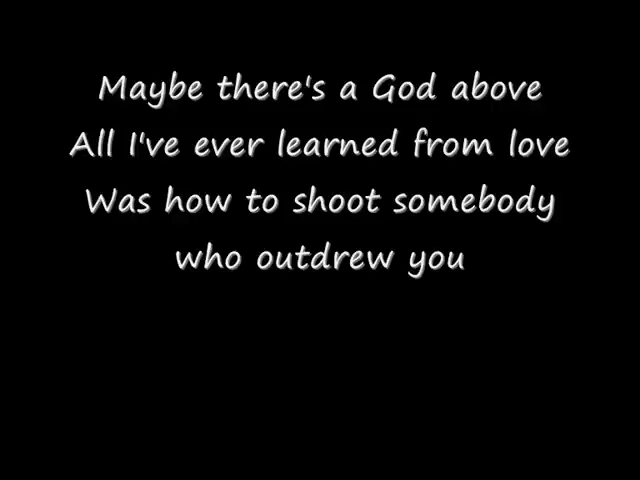 Maybe there's a God above
All I've ever learned from love
Was how to shoot somebody
who outdrew you